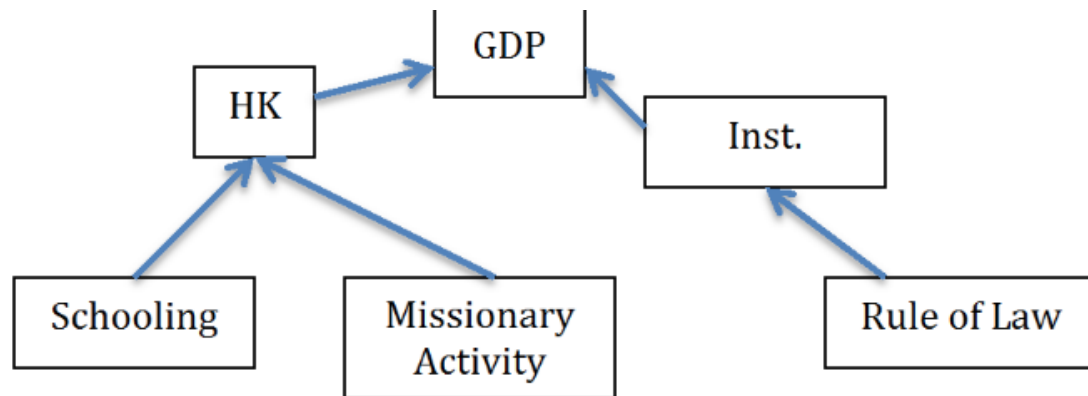 GDP
HK
Inst.
Schooling
Missionary
Activity
Rule of Law